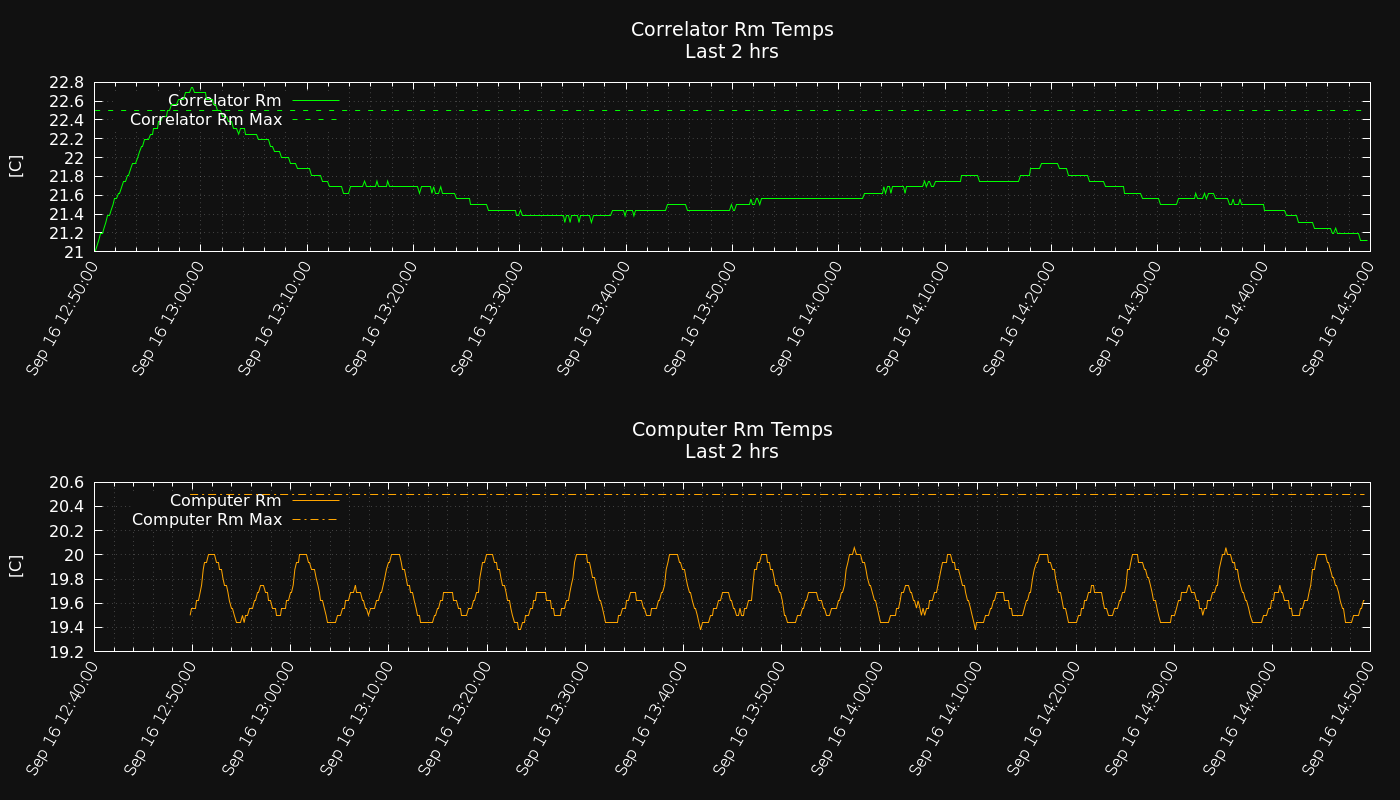 Correlator Rm Temps
Last 2 hrs
[C]
22.8
22.6
22.4
22.2
22
21.8
21.6
21.4
21.2
21
Correlator Rm
Correlator Rm Max
Sep 16 12:50:00
Sep 16 13:00:00
Sep 16 13:10:00
Sep 16 13:20:00
Sep 16 13:30:00
Sep 16 13:40:00
Sep 16 13:50:00
Sep 16 14:00:00
Sep 16 14:10:00
Sep 16 14:20:00
Sep 16 14:30:00
Sep 16 14:40:00
Sep 16 14:50:00
Computer Rm Temps
Last 2 hrs
[C]
20.6
20.4
20.2
20
19.8
19.6
19.4
19.2
Computer Rm
Computer Rm Max
Sep 16 12:40:00
Sep 16 12:50:00
Sep 16 13:00:00
Sep 16 13:10:00
Sep 16 13:20:00
Sep 16 13:30:00
Sep 16 13:40:00
Sep 16 13:50:00
Sep 16 14:00:00
Sep 16 14:10:00
Sep 16 14:20:00
Sep 16 14:30:00
Sep 16 14:40:00
Sep 16 14:50:00